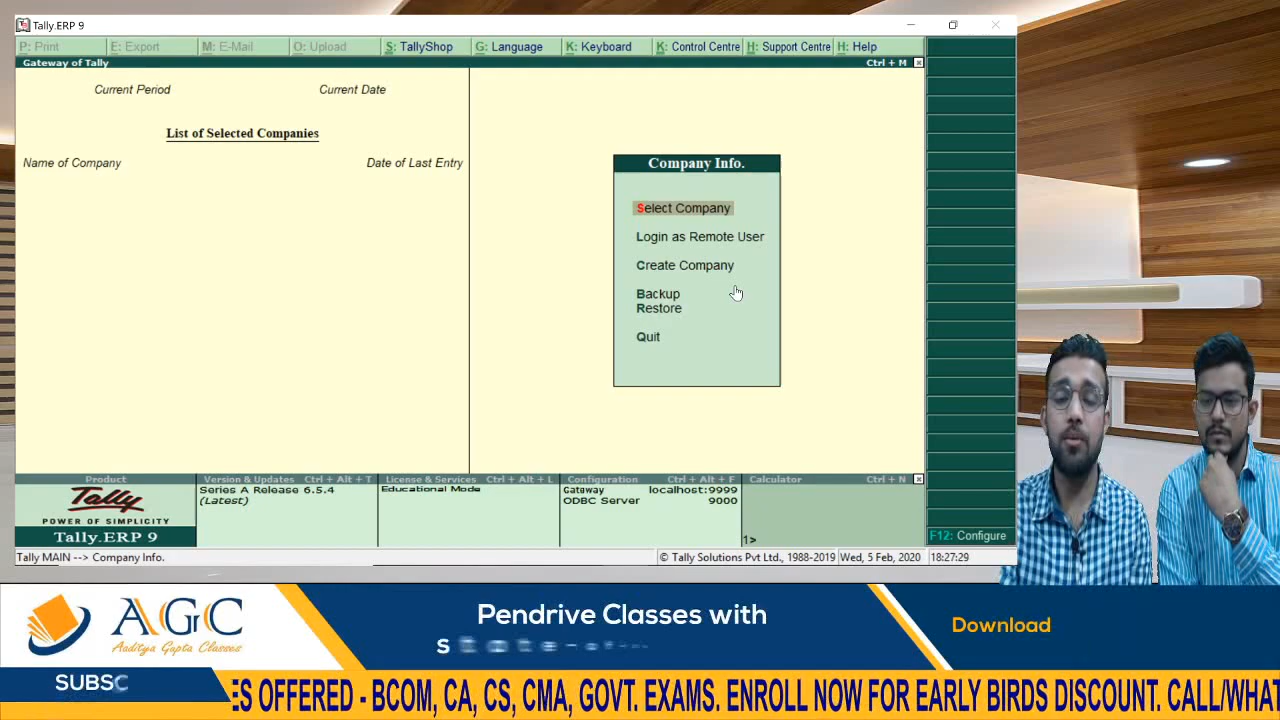 Tally.ERP 9
P: Print E: Export M: E-Mail O: Upload S: TallyShop G: Language K: Keyboard K: Control Centre H: Support Centre H: Help
Gateway of Tally Ctrl + M
Current Period Current Date
List of Selected Companies
Name of Company Date of Last Entry
Company Info.
Select Company
Login as Remote User
Create Company
Backup
Restore
Quit
Product Version & Updates Ctrl + Alt + T License & Services Ctrl + Alt + L Configuration Ctrl + Alt + F Calculator Ctrl + N
Tally
POWER OF SIMPLICITY
Tally.ERP 9
Series A Release 6.5.4
(Latest)
Educational Mode
Gateway localhost:9999
ODBC Server 9000
1>
F12: Configure
Tally MAIN --> Company Info. © Tally Solutions Pvt Ltd., 1988-2019 Wed, 5 Feb, 2020 18:27:29
AGC
Aaditya Gupta Classes
Pendrive Classes with
Download
SUBSC
ES OFFERED - BCOM, CA, CS, CMA, GOVT. EXAMS. ENROLL NOW FOR EARLY BIRDS DISCOUNT. CALL/WHAT